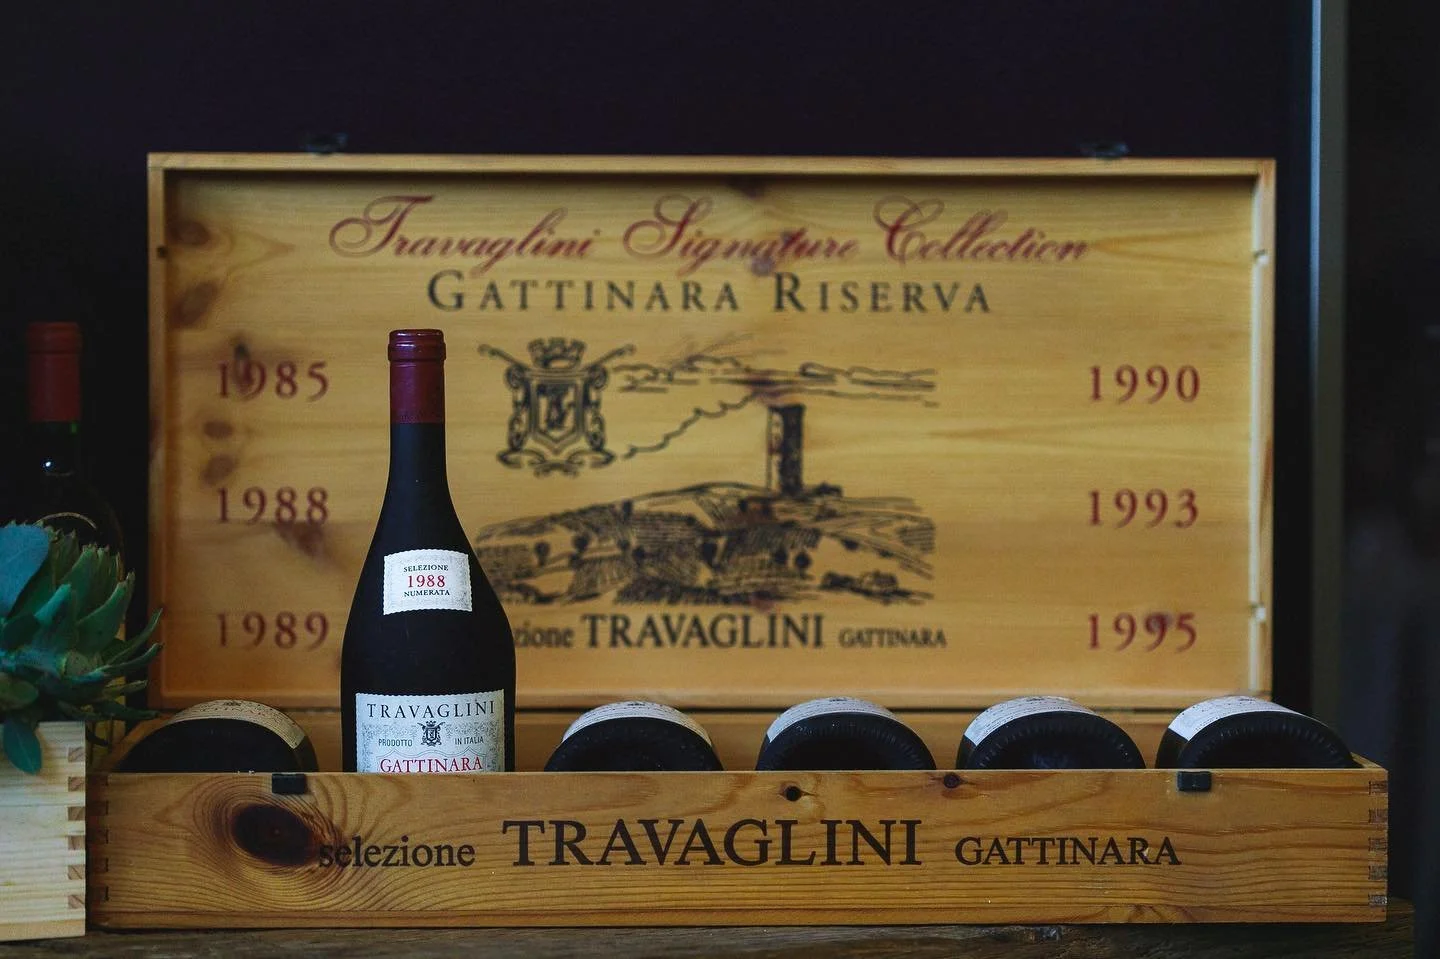 Travaglini Signature Collection
GATTINARA RISERVA
1985
1990
1988
1993
1989
1995
zione TRAVAGLINI GATTINARA
SELEZIONE
1988
NUMERATA
TRAVAGLINI
PRODOTTO IN ITALIA
GATTINARA
selezione TRAVAGLINI GATTINARA